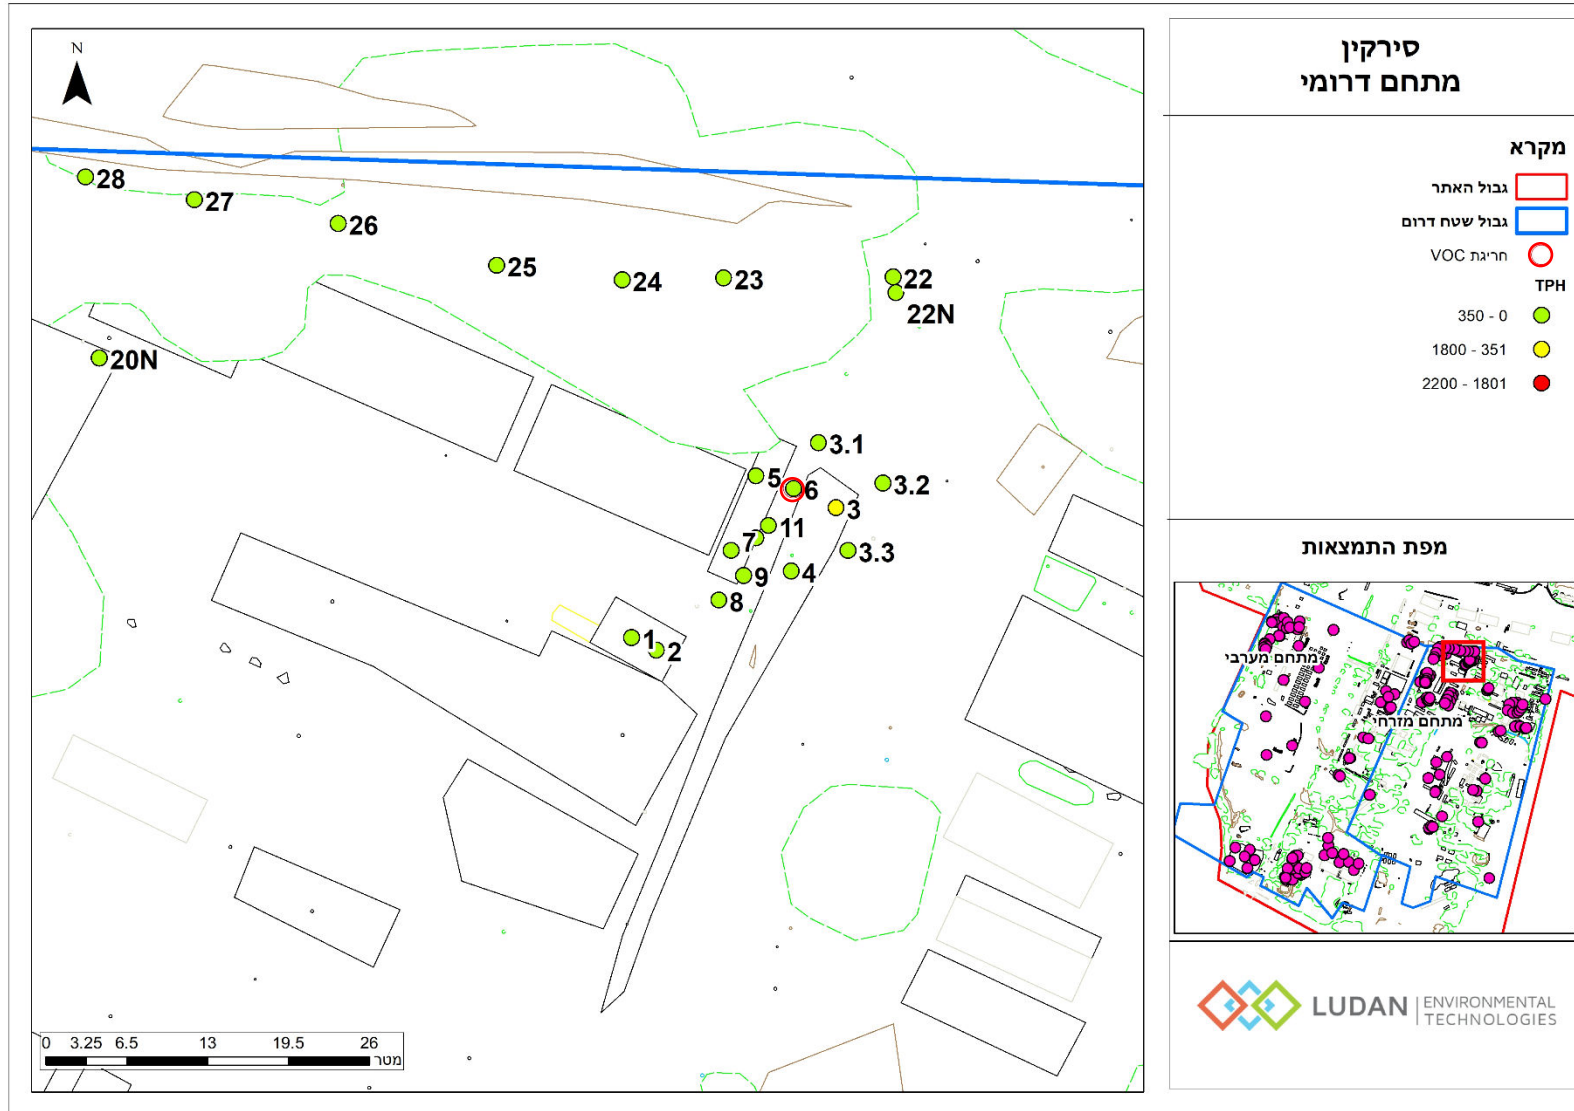 סירקין
מתחם דרומי
מקרא
גבול האתר
גבול שטח דרום
חריגת VOC
TPH
350 - 0
1800 - 351
2200 - 1801
מפת התמצאות
מתחם מערבי
מתחם מזרחי
LUDAN | ENVIRONMENTAL
TECHNOLOGIES
N
28
27
26
25
24
23
22
22N
20N
3.1
5
6
3.2
3
11
7
3.3
9
4
8
1
2
0 3.25 6.5 13 19.5 26
מטר